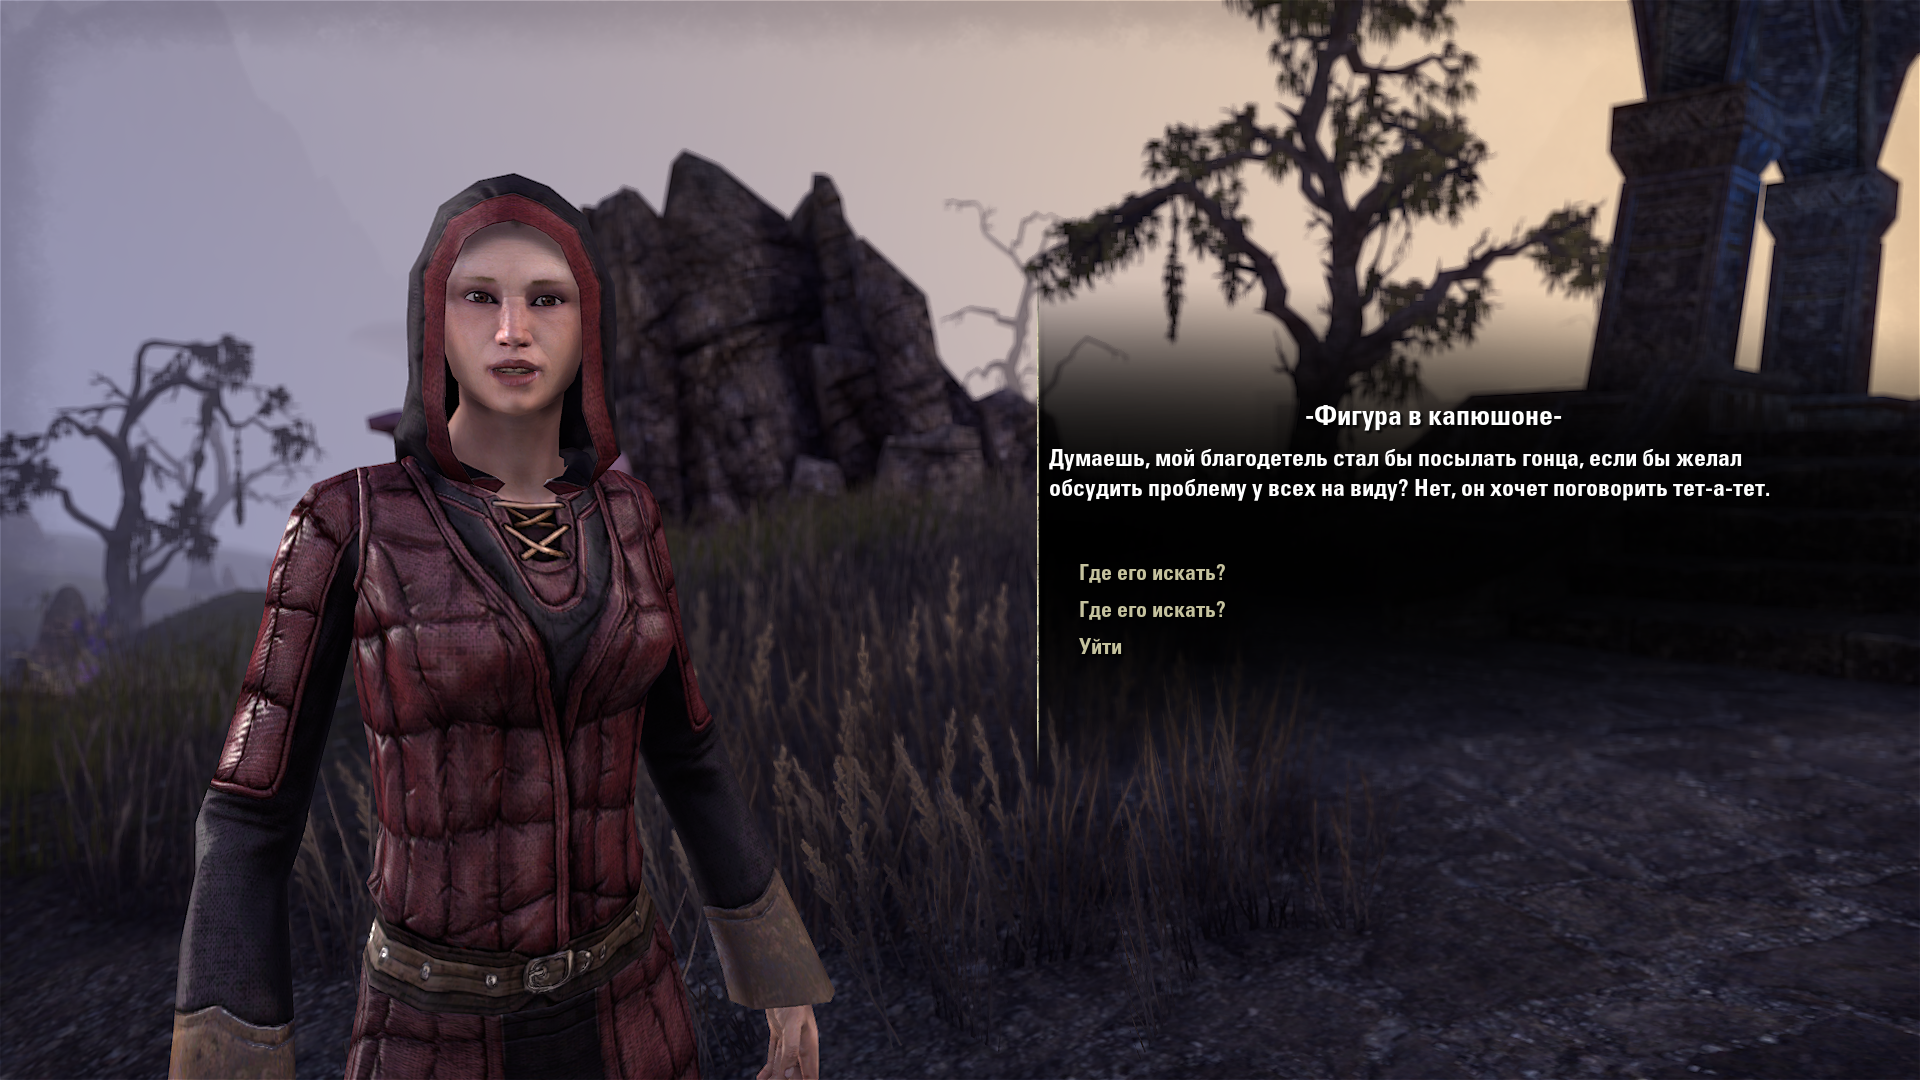 -Фигура в капюшоне-
Думаешь, мой благодетель стал бы посылать гонца, если бы желал
обсудить проблему у всех на виду? Нет, он хочет поговорить тет-а-тет.
Где его искать?
Где его искать?
Уйти